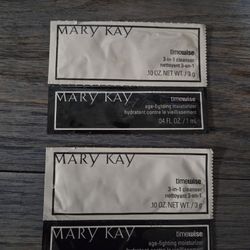 MARY KAY
timewise
3-in-1 cleanser
nettoyant 3-en-1
.10 OZ. NET WT. / 3 g
MARY KAY
timewise
age-fighting moisturizer
hydratant contre le vieillissement
.04 FL. OZ. / 1 mL
MARY KAY
timewise
3-in-1 cleanser
nettoyant 3-en-1
.10 OZ. NET WT. / 3 g
MARY KAY
timewise
age-fighting moisturizer